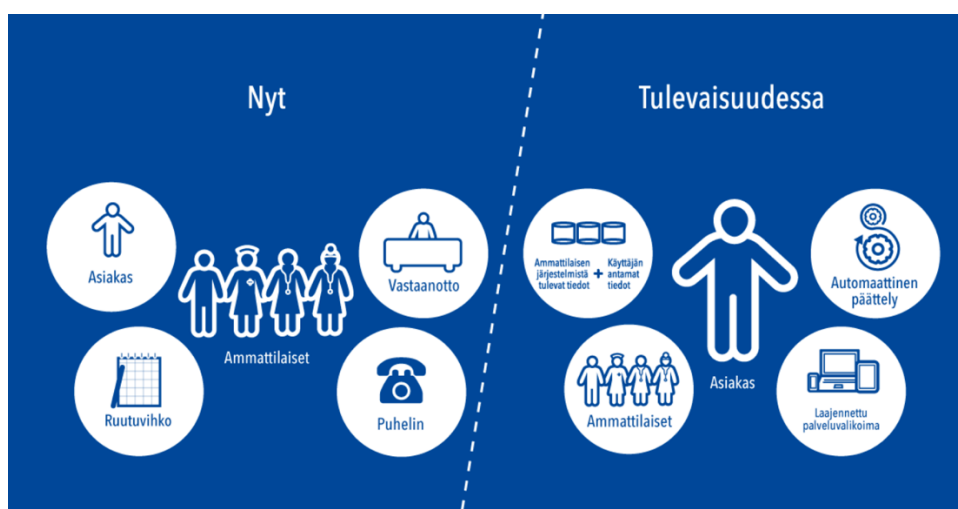 Nyt
Asiakas
Ammattilaiset
Vastaanotto
Ruutuvihko
Puhelin
Tulevaisuudessa
Ammattilaisen
järjestelmistä
tulevat tiedot
+
Käyttäjän
antamat
tiedot
Asiakas
Automaattinen
päättely
Ammattilaiset
Laajennettu
palveluvalikoima